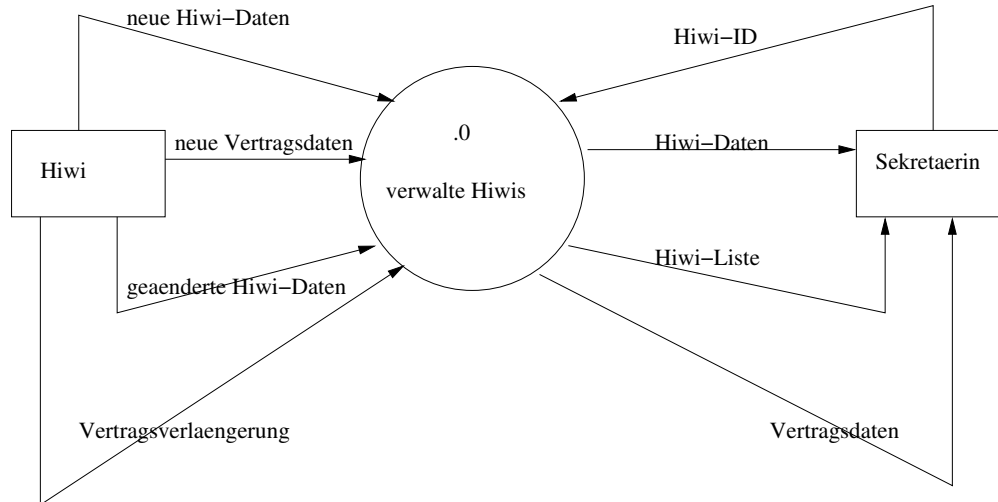 neue Hiwi−Daten
Hiwi−ID
.0
neue Vertragsdaten
Hiwi−Daten
Hiwi
Sekretaerin
verwalte Hiwis
Hiwi−Liste
geaenderte Hiwi−Daten
Vertragsverlaengerung
Vertragsdaten